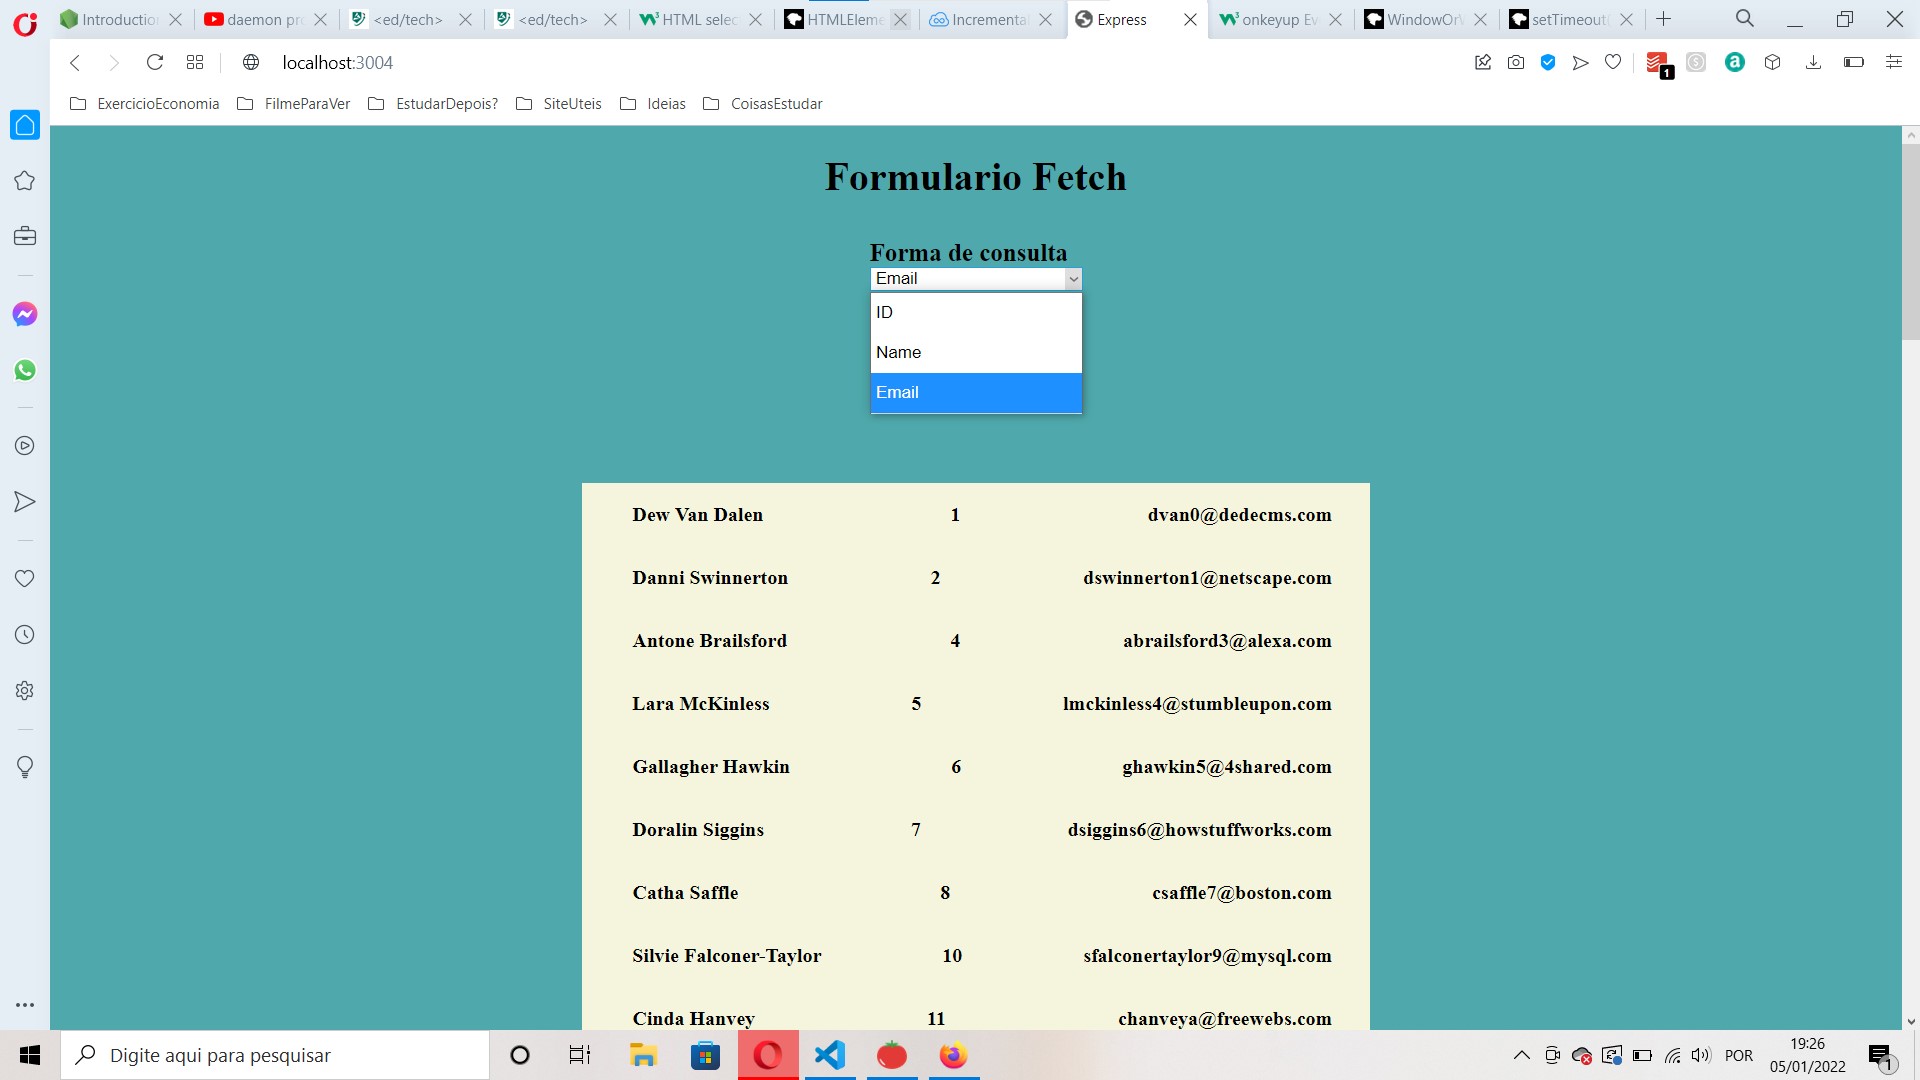 Introduction
daemon pro
<ed/tech>
<ed/tech>
HTML selec
HTMLEleme
Incrementa
Express
onkeyup Ev
WindowOrW
setTimeout(
localhost:3004
1
ExercicioEconomia
FilmeParaVer
EstudarDepois?
SiteUteis
Ideias
CoisasEstudar
Formulario Fetch
Forma de consulta
Email
ID
Name
Email
Dew Van Dalen 1 dvan0@dedecms.com
Danni Swinnerton 2 dswinnerton1@netscape.com
Antone Brailsford 4 abrailsford3@alexa.com
Lara McKinless 5 lmckinless4@stumbleupon.com
Gallagher Hawkin 6 ghawkin5@4shared.com
Doralin Siggins 7 dsiggins6@howstuffworks.com
Catha Saffle 8 csaffle7@boston.com
Silvie Falconer-Taylor 10 sfalconertaylor9@mysql.com
Cinda Hanvey 11 chanveya@freewebs.com
Digite aqui para pesquisar
POR
19:26
05/01/2022
1